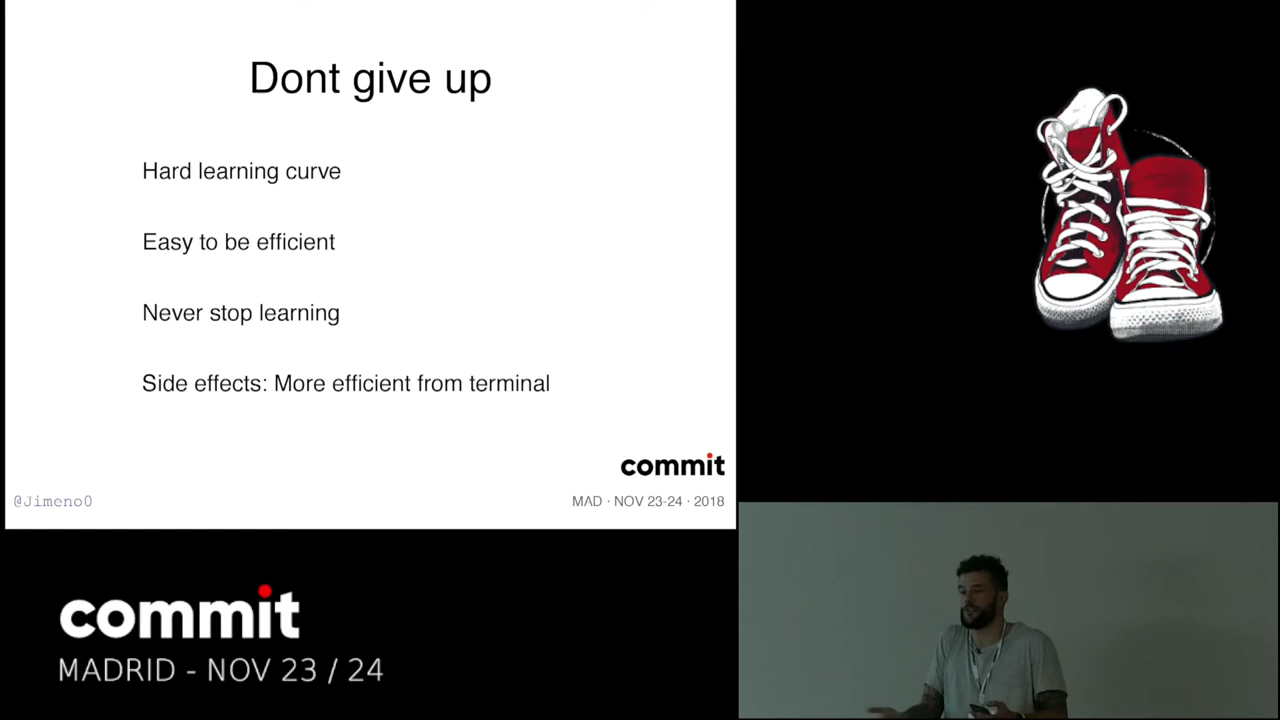 Dont give up
Hard learning curve
Easy to be efficient
Never stop learning
Side effects: More efficient from terminal
commit
@Jimeno0
MAD · NOV 23-24 · 2018
commit
MADRID - NOV 23 / 24